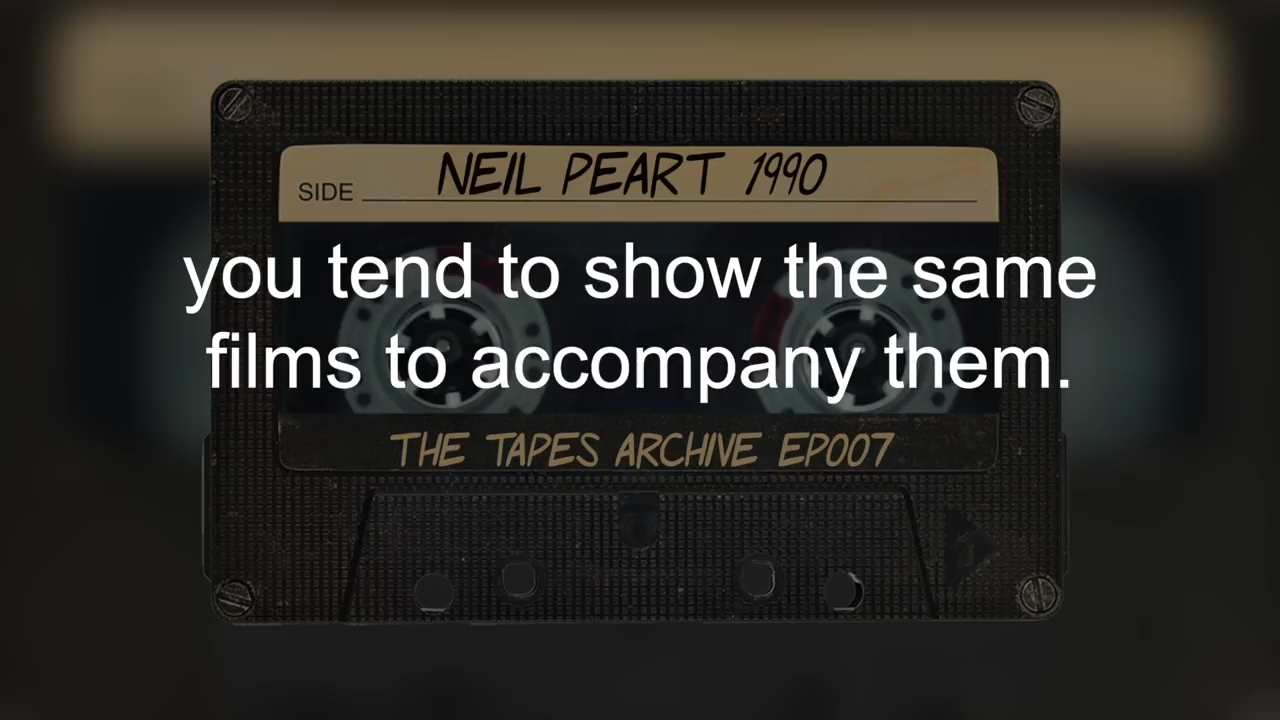 NEIL PEART 1990
SIDE
you tend to show the same
films to accompany them.
THE TAPES ARCHIVE EP007